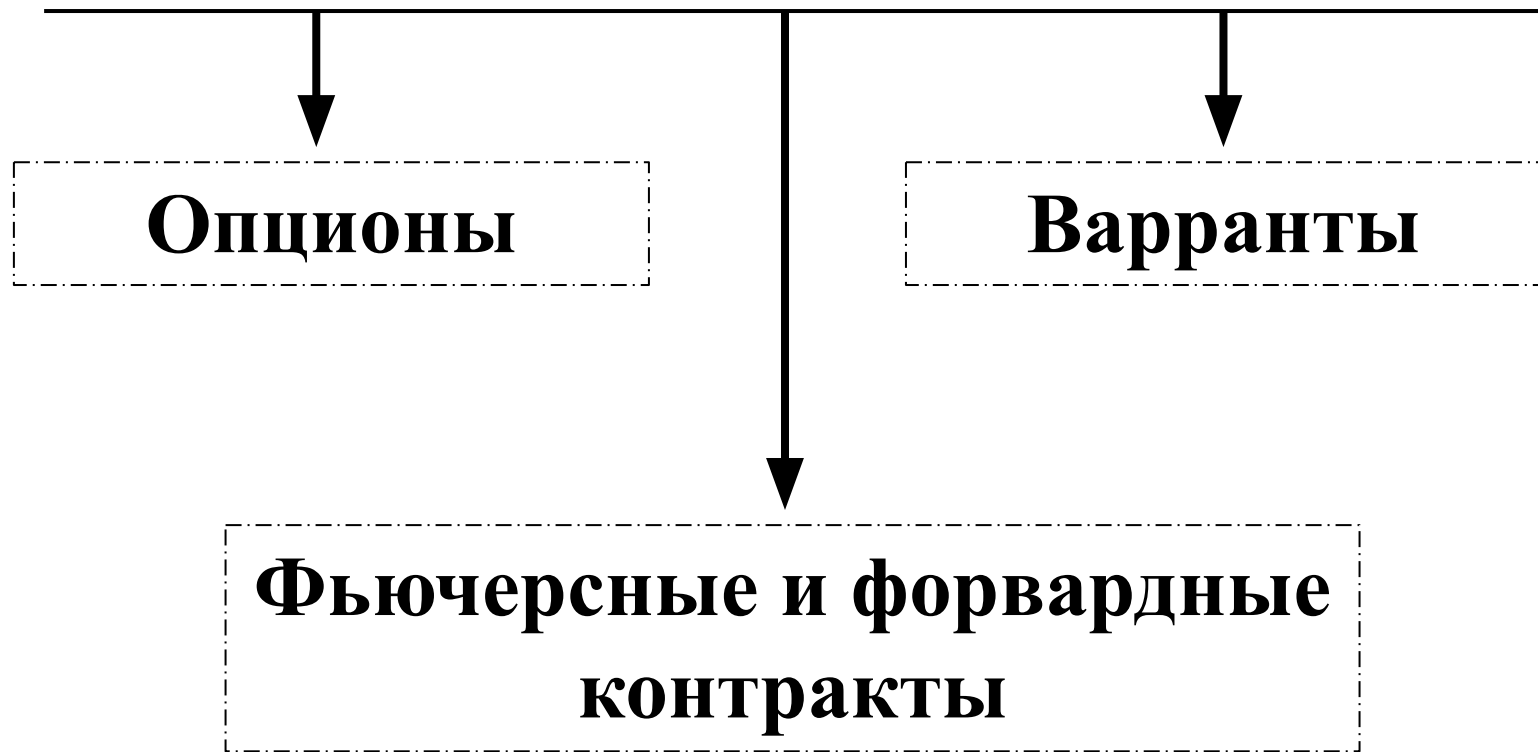 Опционы
Варранты
Фьючерсные и форвардные
контракты